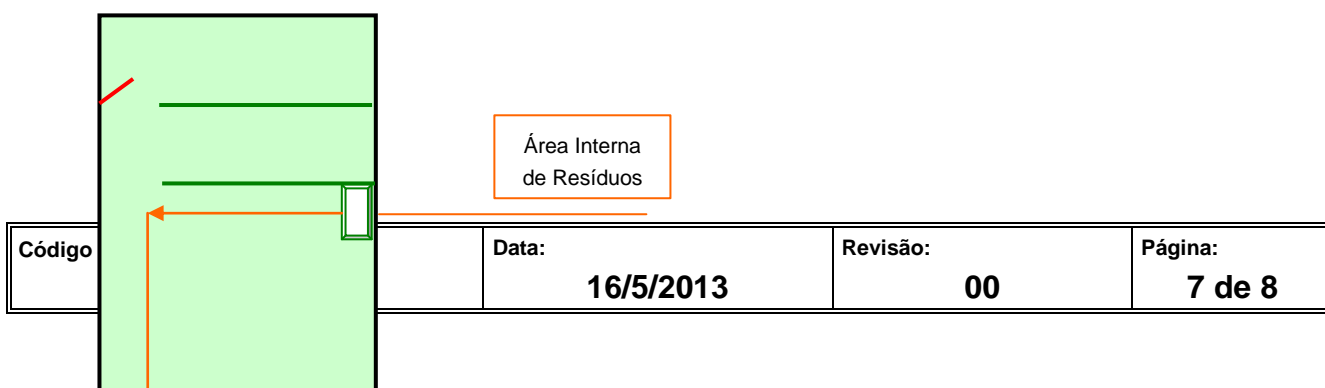 Área Interna
de Resíduos
Código
Data:
16/5/2013
Revisão:
00
Página:
7 de 8